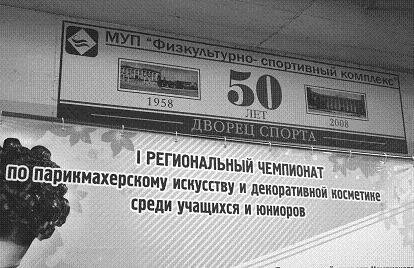 МУП "Физкультурно- спортивный комплекс"
50
ЛЕТ
1958
2008
ДВОРЕЦ СПОРТА
I РЕГИОНАЛЬНЫЙ ЧЕМПИОНАТ
по парикмахерскому искусству и декоративной косметике
среди учащихся и юниоров